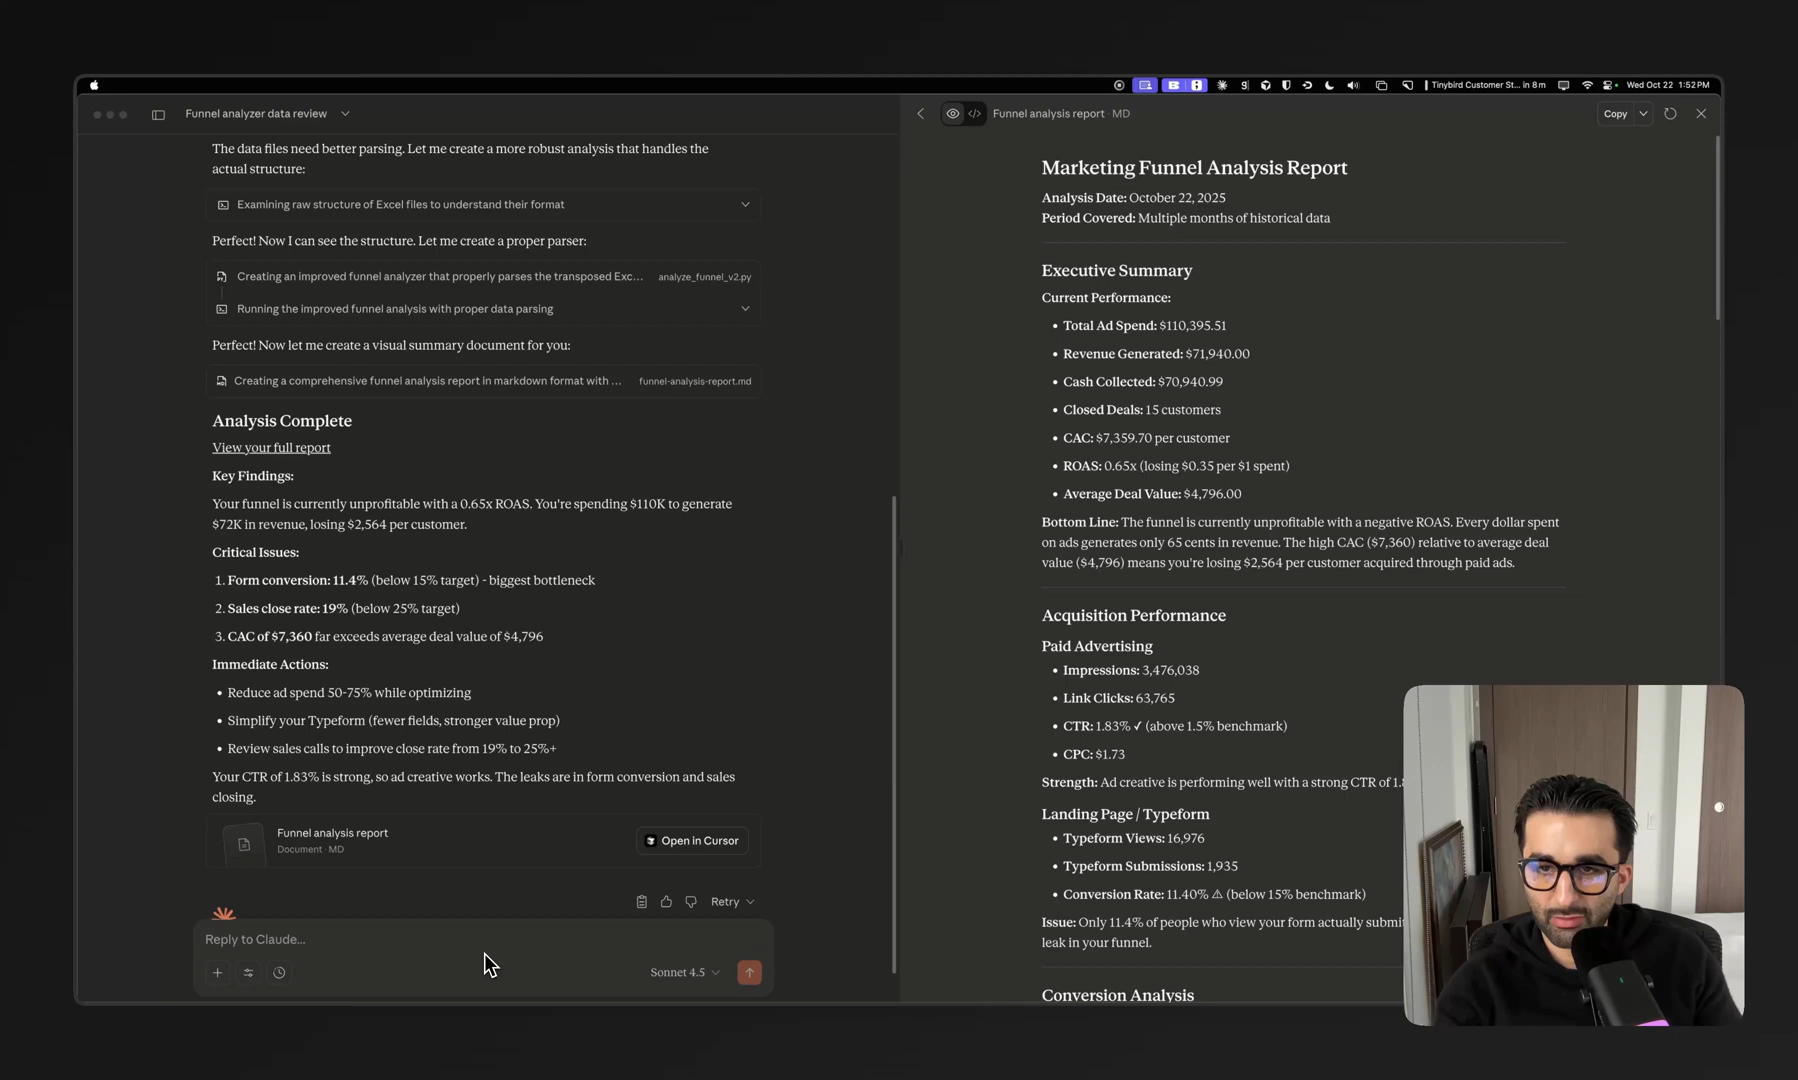 Tinybird Customer St... in 8m
Wed Oct 22 1:52PM
Funnel analyzer data review
The data files need better parsing. Let me create a more robust analysis that handles the
actual structure:
Examining raw structure of Excel files to understand their format
Perfect! Now I can see the structure. Let me create a proper parser:
Creating an improved funnel analyzer that properly parses the transposed Exc... analyze_funnel_v2.py
Running the improved funnel analysis with proper data parsing
Perfect! Now let me create a visual summary document for you:
Creating a comprehensive funnel analysis report in markdown format with ... funnel-analysis-report.md
Analysis Complete
View your full report
Key Findings:
Your funnel is currently unprofitable with a 0.65x ROAS. You're spending $110K to generate
$72K in revenue, losing $2,564 per customer.
Critical Issues:
1. Form conversion: 11.4% (below 15% target) - biggest bottleneck
2. Sales close rate: 19% (below 25% target)
3. CAC of $7,360 far exceeds average deal value of $4,796
Immediate Actions:
• Reduce ad spend 50-75% while optimizing
• Simplify your Typeform (fewer fields, stronger value prop)
• Review sales calls to improve close rate from 19% to 25%+
Your CTR of 1.83% is strong, so ad creative works. The leaks are in form conversion and sales
closing.
Funnel analysis report
Document · MD
Open in Cursor
Retry
Reply to Claude...
Sonnet 4.5
Funnel analysis report · MD
Copy
Marketing Funnel Analysis Report
Analysis Date: October 22, 2025
Period Covered: Multiple months of historical data
Executive Summary
Current Performance:
• Total Ad Spend: $110,395.51
• Revenue Generated: $71,940.00
• Cash Collected: $70,940.99
• Closed Deals: 15 customers
• CAC: $7,359.70 per customer
• ROAS: 0.65x (losing $0.35 per $1 spent)
• Average Deal Value: $4,796.00
Bottom Line: The funnel is currently unprofitable with a negative ROAS. Every dollar spent
on ads generates only 65 cents in revenue. The high CAC ($7,360) relative to average deal
value ($4,796) means you're losing $2,564 per customer acquired through paid ads.
Acquisition Performance
Paid Advertising
• Impressions: 3,476,038
• Link Clicks: 63,765
• CTR: 1.83% ✓ (above 1.5% benchmark)
• CPC: $1.73
Strength: Ad creative is performing well with a strong CTR of 1.
Landing Page / Typeform
• Typeform Views: 16,976
• Typeform Submissions: 1,935
• Conversion Rate: 11.40% ⚠ (below 15% benchmark)
Issue: Only 11.4% of people who view your form actually submit
leak in your funnel.
Conversion Analysis